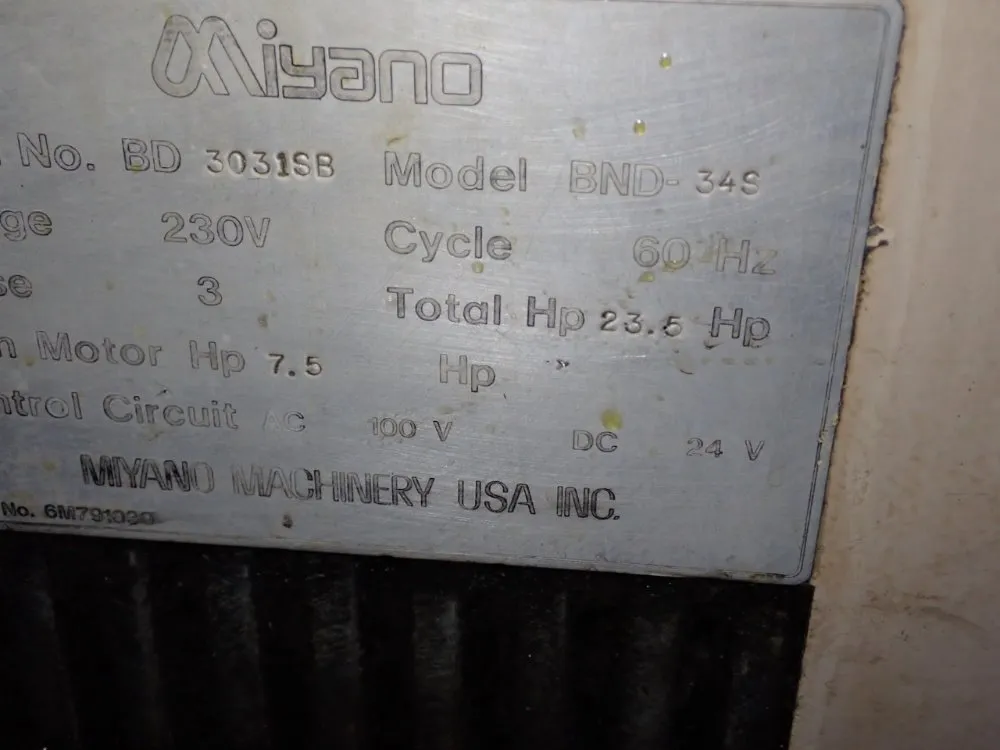 Miyano
No. BD 3031SB Model BND-34S
ge 230V Cycle 60 Hz
se 3 Total Hp 23.5 Hp
n Motor Hp 7.5 Hp
ntrol Circuit AC 100 V DC 24 V
MIYANO MACHINERY USA INC.
No. 6M791090